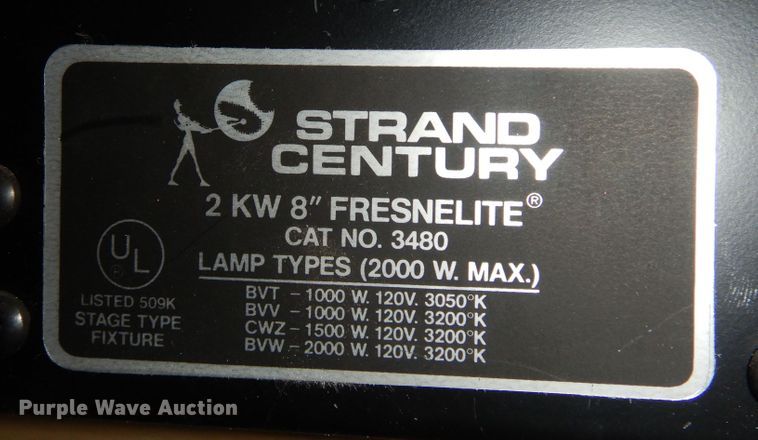 STRAND
CENTURY
2 KW 8" FRESNELITE®
CAT NO. 3480
LAMP TYPES (2000 W. MAX.)
BVT - 1000 W. 120V. 3050°K
BVV - 1000 W. 120V. 3200°K
CWZ - 1500 W. 120V. 3200°K
BVW - 2000 W. 120V. 3200°K
UL
®
LISTED 509K
STAGE TYPE
FIXTURE
Purple Wave Auction